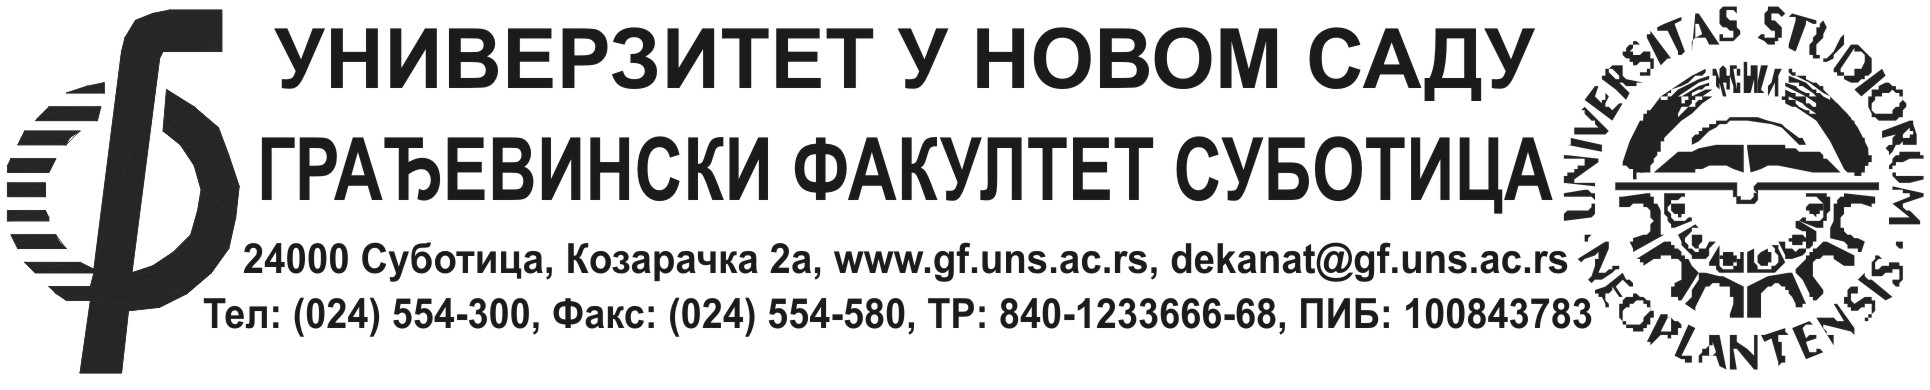 УНИВЕРЗИТЕТ У НОВОМ САДУ
ГРАЂЕВИНСКИ ФАКУЛТЕТ СУБОТИЦА
24000 Суботица, Козарачка 2а, www.gf.uns.ac.rs, dekanat@gf.uns.ac.rs
Тел: (024) 554-300, Факс: (024) 554-580, ТР: 840-1233666-68, ПИБ: 100843783
UNIVERSITAS STUDIORUM
NEOPLANTENSIS